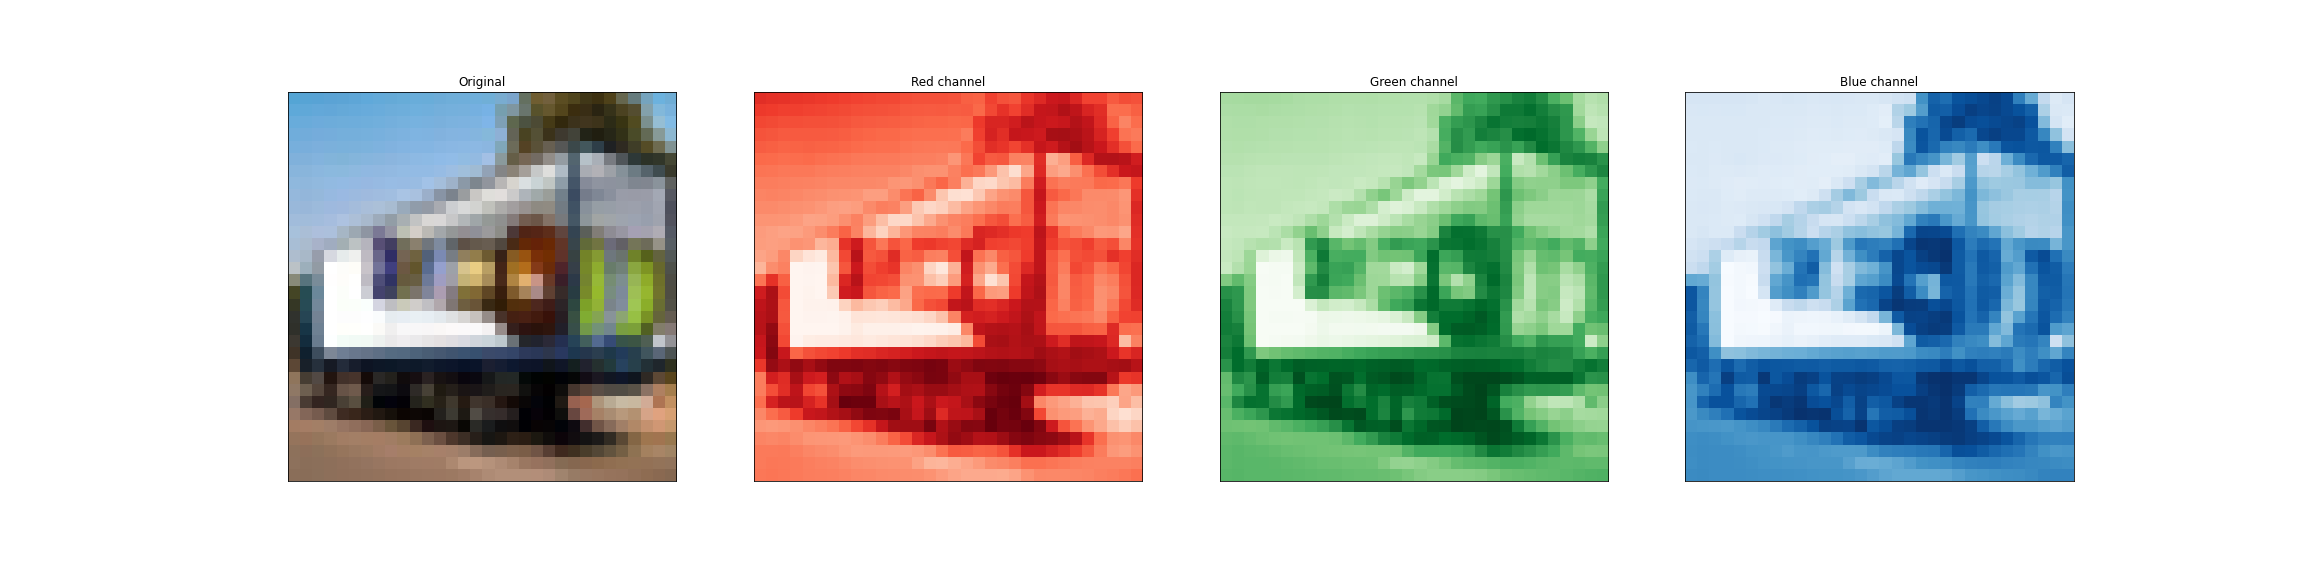 Original
Red channel
Green channel
Blue channel